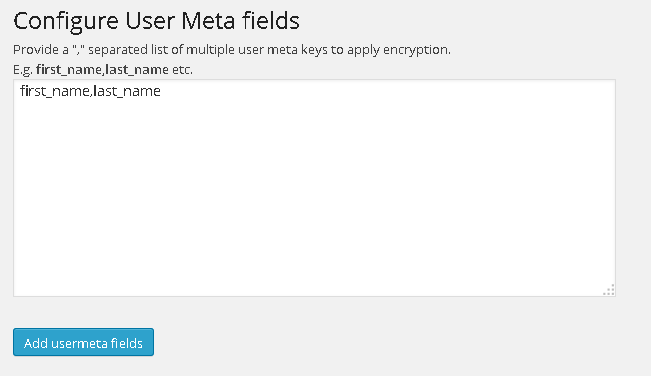 Configure User Meta fields
Provide a "," separated list of multiple user meta keys to apply encryption.
E.g. first_name,last_name etc.
first_name,last_name
Add usermeta fields